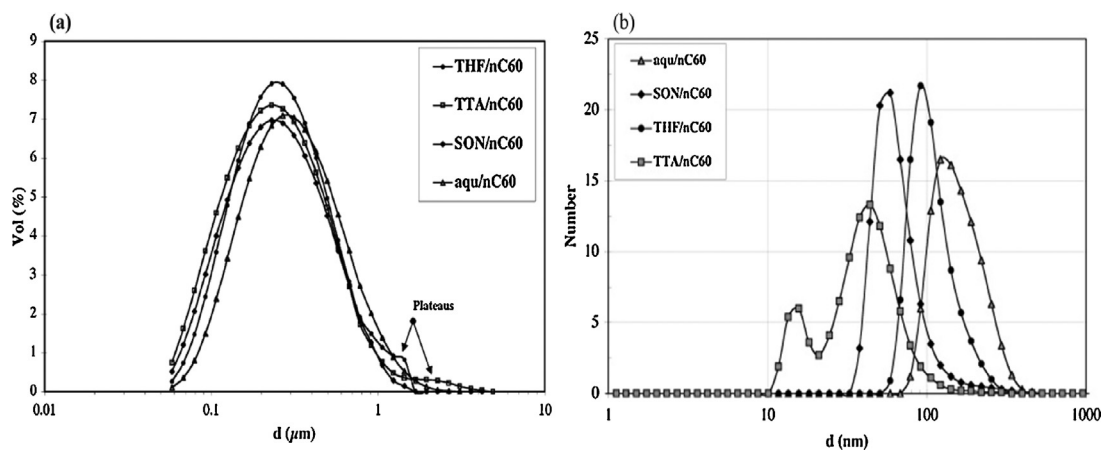 (a)
9
8
7
6
5
4
3
2
1
0
Vol (%)
0.01
0.1
1
10
d (µm)
THF/nC60
TTA/nC60
SON/nC60
aqu/nC60
Plateaus
(b)
25
20
15
10
5
0
Number
1
10
100
1000
d (nm)
aqu/nC60
SON/nC60
THF/nC60
TTA/nC60